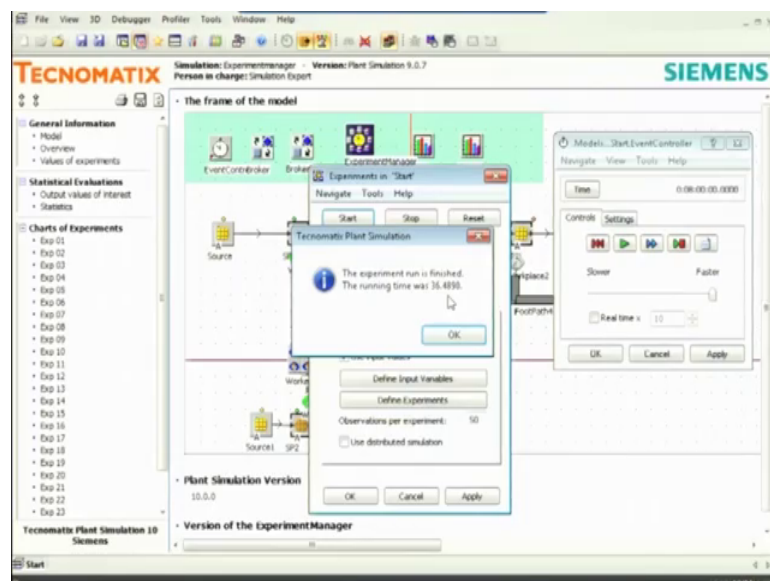 File View 3D Debugger Profiler Tools Window Help
TECNOMATIX
Simulation: Experimentmanager - Version: Plant Simulation 9.0.7
Person in charge: Simulation Expert
SIEMENS
General Information
Model
Overview
Values of experiments
Statistical Evaluations
Output values of interest
Statistics
Charts of Experiments
Exp 01
Exp 02
Exp 03
Exp 04
Exp 05
Exp 06
Exp 07
Exp 08
Exp 09
Exp 10
Exp 11
Exp 12
Exp 13
Exp 14
Exp 15
Exp 16
Exp 17
Exp 18
Exp 19
Exp 20
Exp 21
Exp 22
Exp 23
Tecnomatix Plant Simulation 10
Siemens
The frame of the model
ExperimentManager
Source
Source1 SP2
FootPath4
Experiments in 'Start'
Navigate Tools Help
Start Stop Reset
Tecnomatix Plant Simulation
The experiment run is finished.
The running time was 36.4898.
OK
Define Input Variables
Define Experiments
Observations per experiment: 50
Use distributed simulation
OK Cancel Apply
.Models...Start.EventController
Navigate View Tools Help
Time 0:08:00:00.0000
Controls Settings
Slower Faster
Real time x 10
OK Cancel Apply
Plant Simulation Version
10.0.0
Version of the ExperimentManager
Start